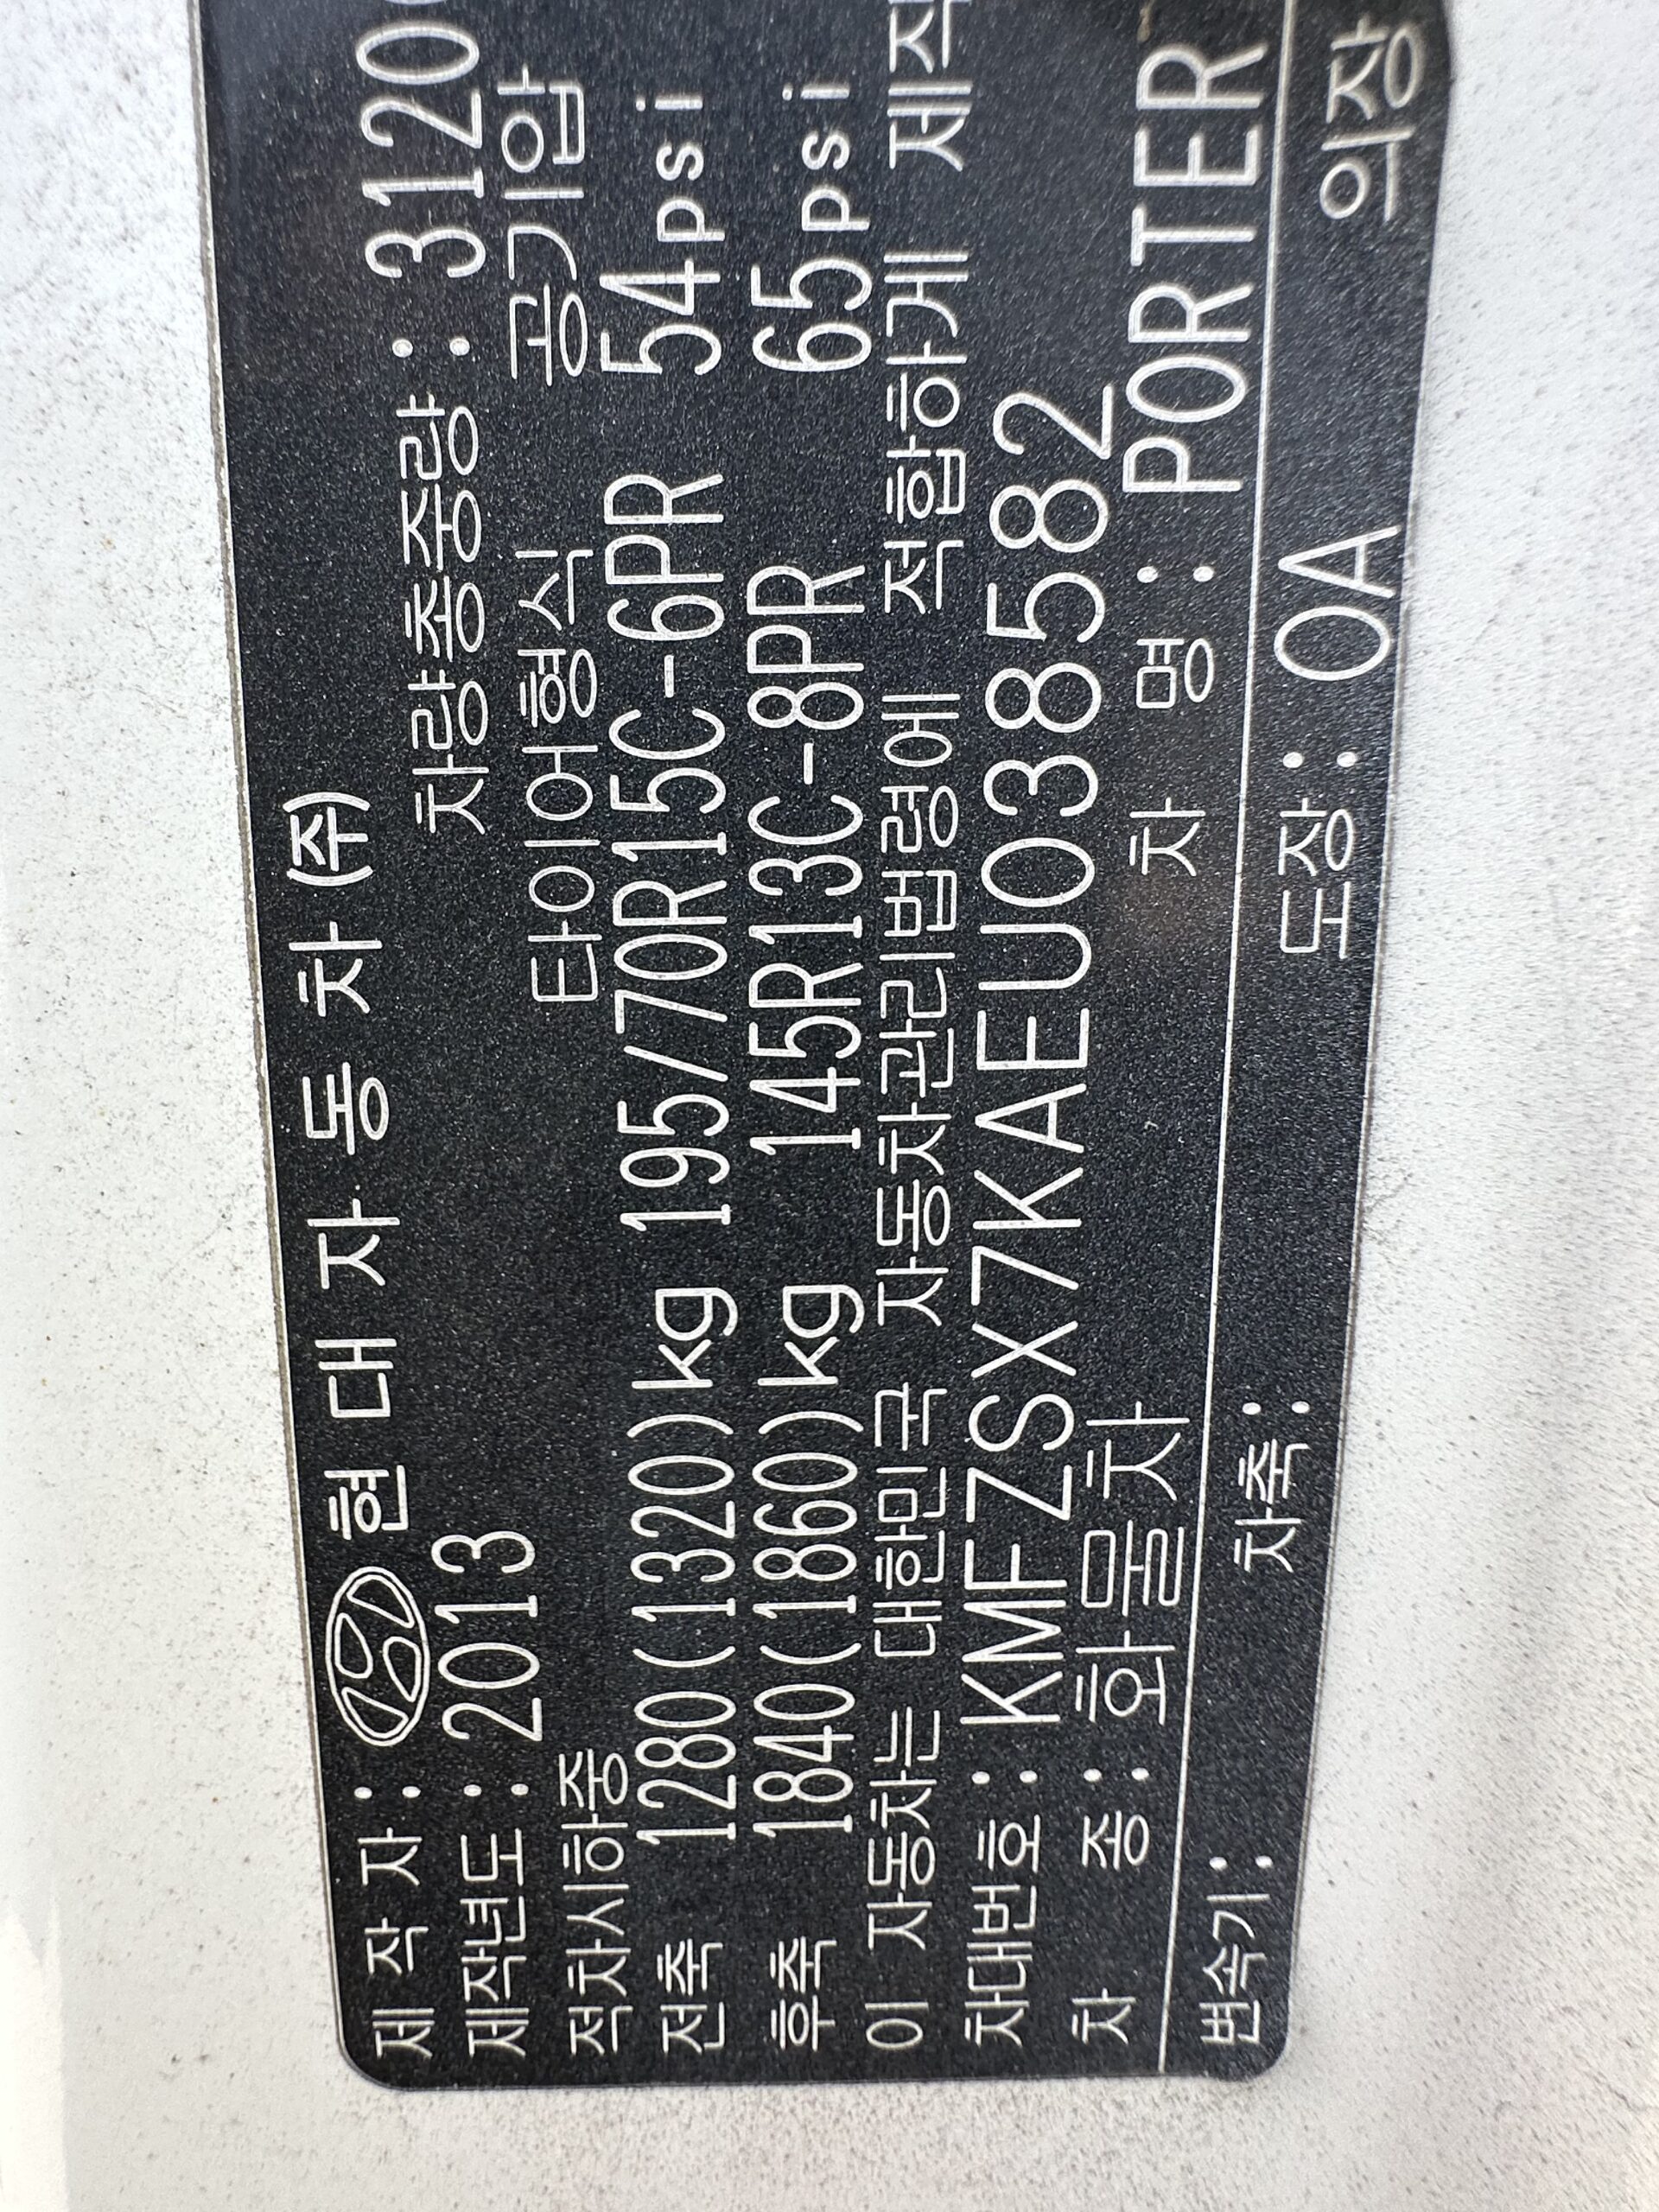 제 작 자 : 현 대 자 동 차 (주)
제작년도 : 2013 차량총중량 : 3120
적차시하중 타이어형식 공기압
전축 1280(1320)kg 195/70R15C-6PR 54psi
후축 1840(1860)kg 145R13C-8PR 65psi
이 자동차는 대한민국 자동차관리법령에 적합하게 제작
차대번호 : KMFZSX7KAEU038582
차 종 : 화물차 차 명 : PORTER
변속기 : 차축 : 도장 : OA 의장